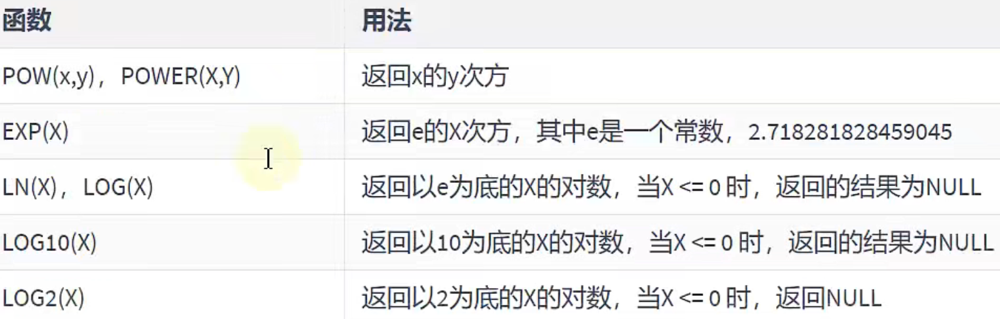 函数 用法
POW(x,y)，POWER(X,Y) 返回x的y次方
EXP(X) 返回e的X次方，其中e是一个常数，2.718281828459045
LN(X)，LOG(X) 返回以e为底的X的对数，当X <= 0 时，返回的结果为NULL
LOG10(X) 返回以10为底的X的对数，当X <= 0 时，返回的结果为NULL
LOG2(X) 返回以2为底的X的对数，当X <= 0 时，返回NULL